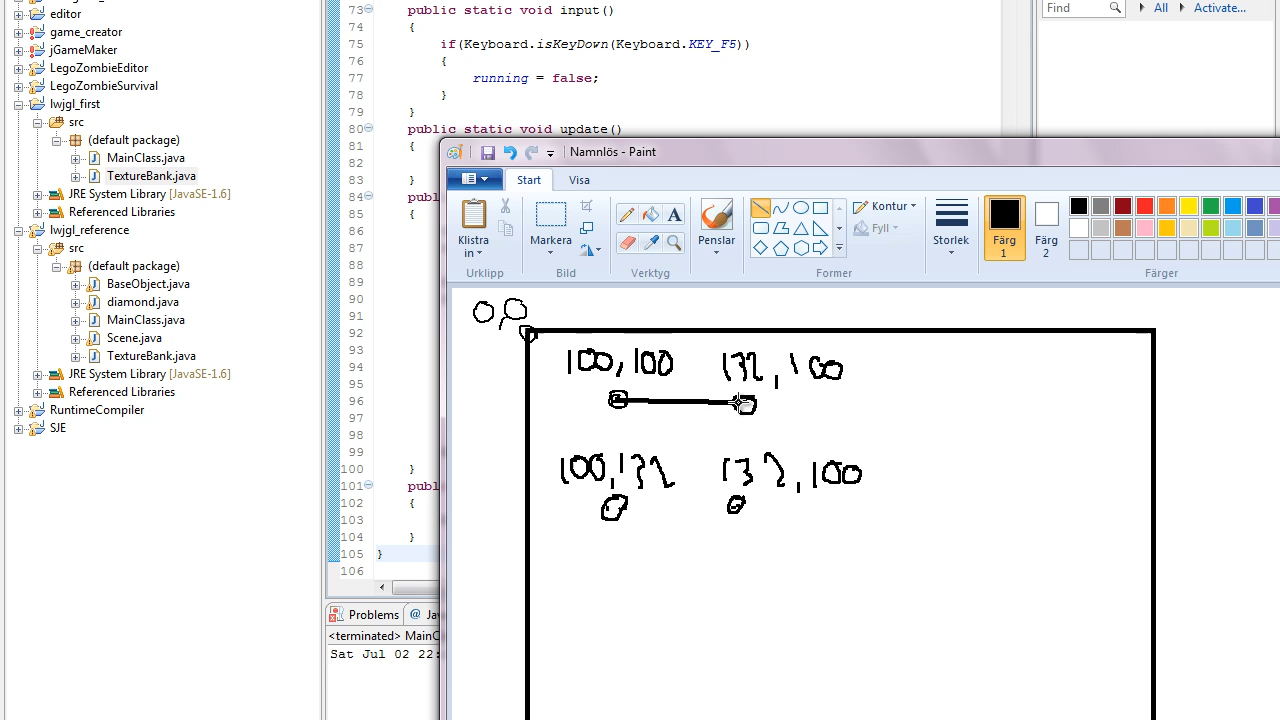 editor
game_creator
jGameMaker
LegoZombieEditor
LegoZombieSurvival
lwjgl_first
src
(default package)
MainClass.java
TextureBank.java
JRE System Library [JavaSE-1.6]
Referenced Libraries
lwjgl_reference
src
(default package)
BaseObject.java
diamond.java
MainClass.java
Scene.java
TextureBank.java
JRE System Library [JavaSE-1.6]
Referenced Libraries
RuntimeCompiler
SJE
73 public static void input()
74 {
75 if(Keyboard.isKeyDown(Keyboard.KEY_F5))
76 {
77 running = false;
78 }
79 }
80 public static void update()
81 {
82
83 }
84 pub
85 {
86
87
88
89
90
91
92
93
94
95
96
97
98
99
100 }
101 publ
102 {
103
104 }
105 }
106
Problems @ Jav
<terminated> MainC
Sat Jul 02 22:
Find All Activate...
Namnlös - Paint
Start Visa
Klistra in
Markera
Penslar
Kontur
Fyll
Storlek
Färg 1
Färg 2
Urklipp Bild Verktyg Former Färger
0,0
100,100 132,100
100,132 132,100